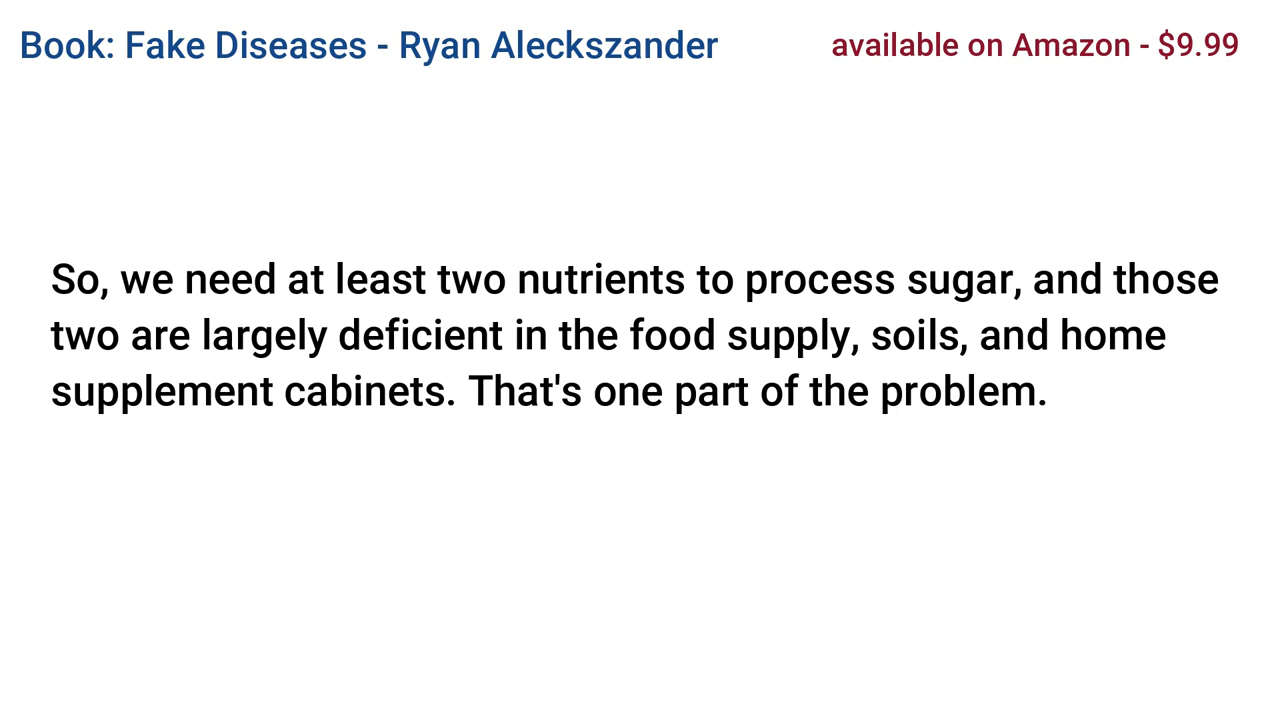 Book: Fake Diseases - Ryan Aleckszander
available on Amazon - $9.99
So, we need at least two nutrients to process sugar, and those
two are largely deficient in the food supply, soils, and home
supplement cabinets. That's one part of the problem.